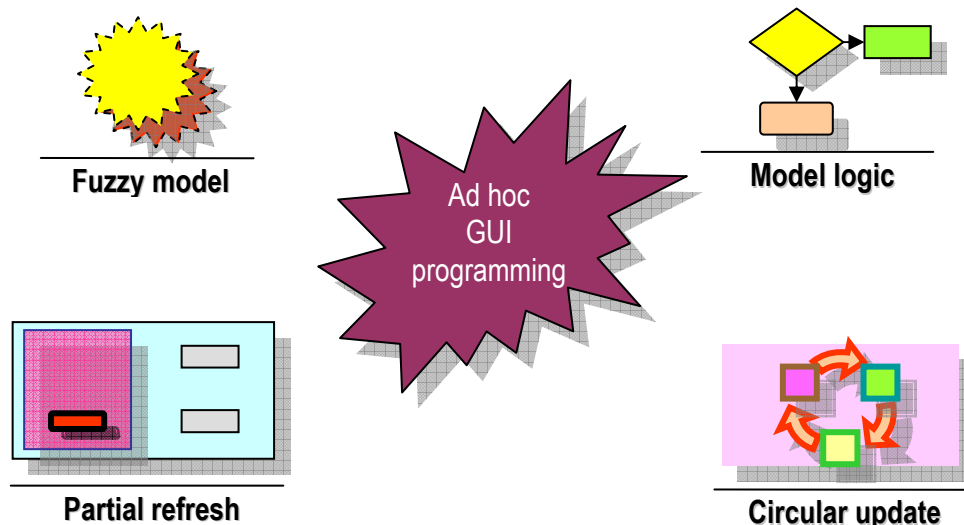 Fuzzy model
Model logic
Ad hoc
GUI
programming
Partial refresh
Circular update